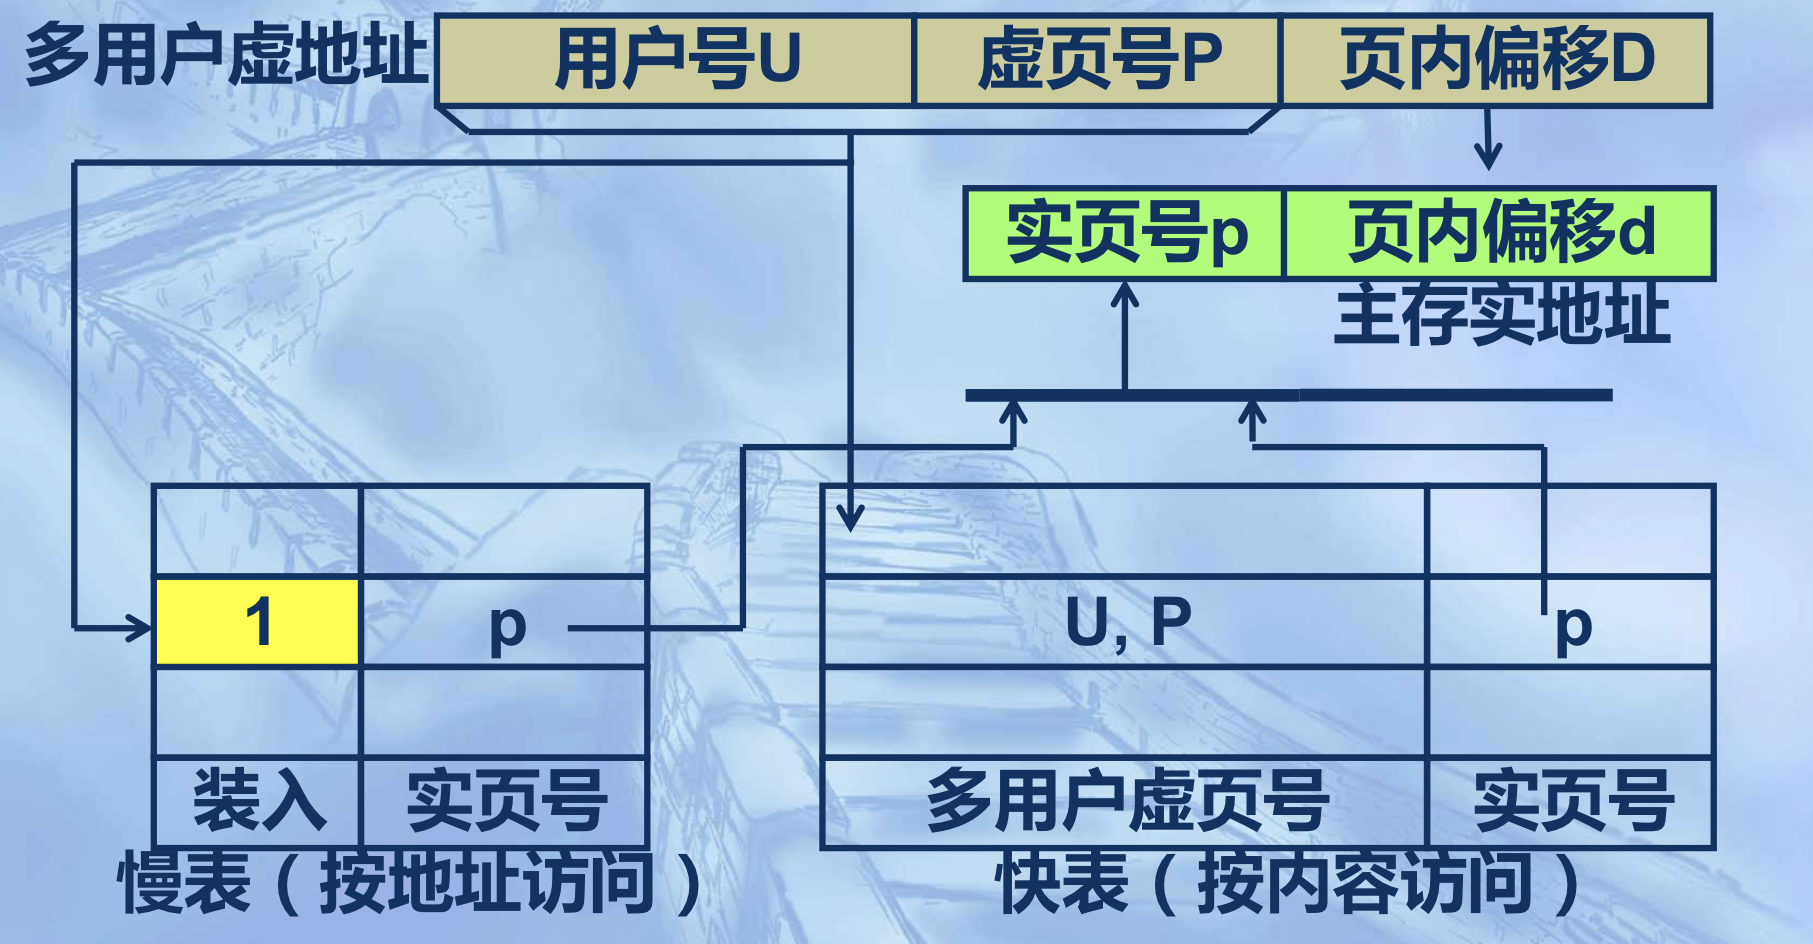 多用户虚地址 用户号U 虚页号P 页内偏移D
实页号p 页内偏移d
主存实地址
1 p U, P p
装入 实页号 多用户虚页号 实页号
慢表（按地址访问） 快表（按内容访问）